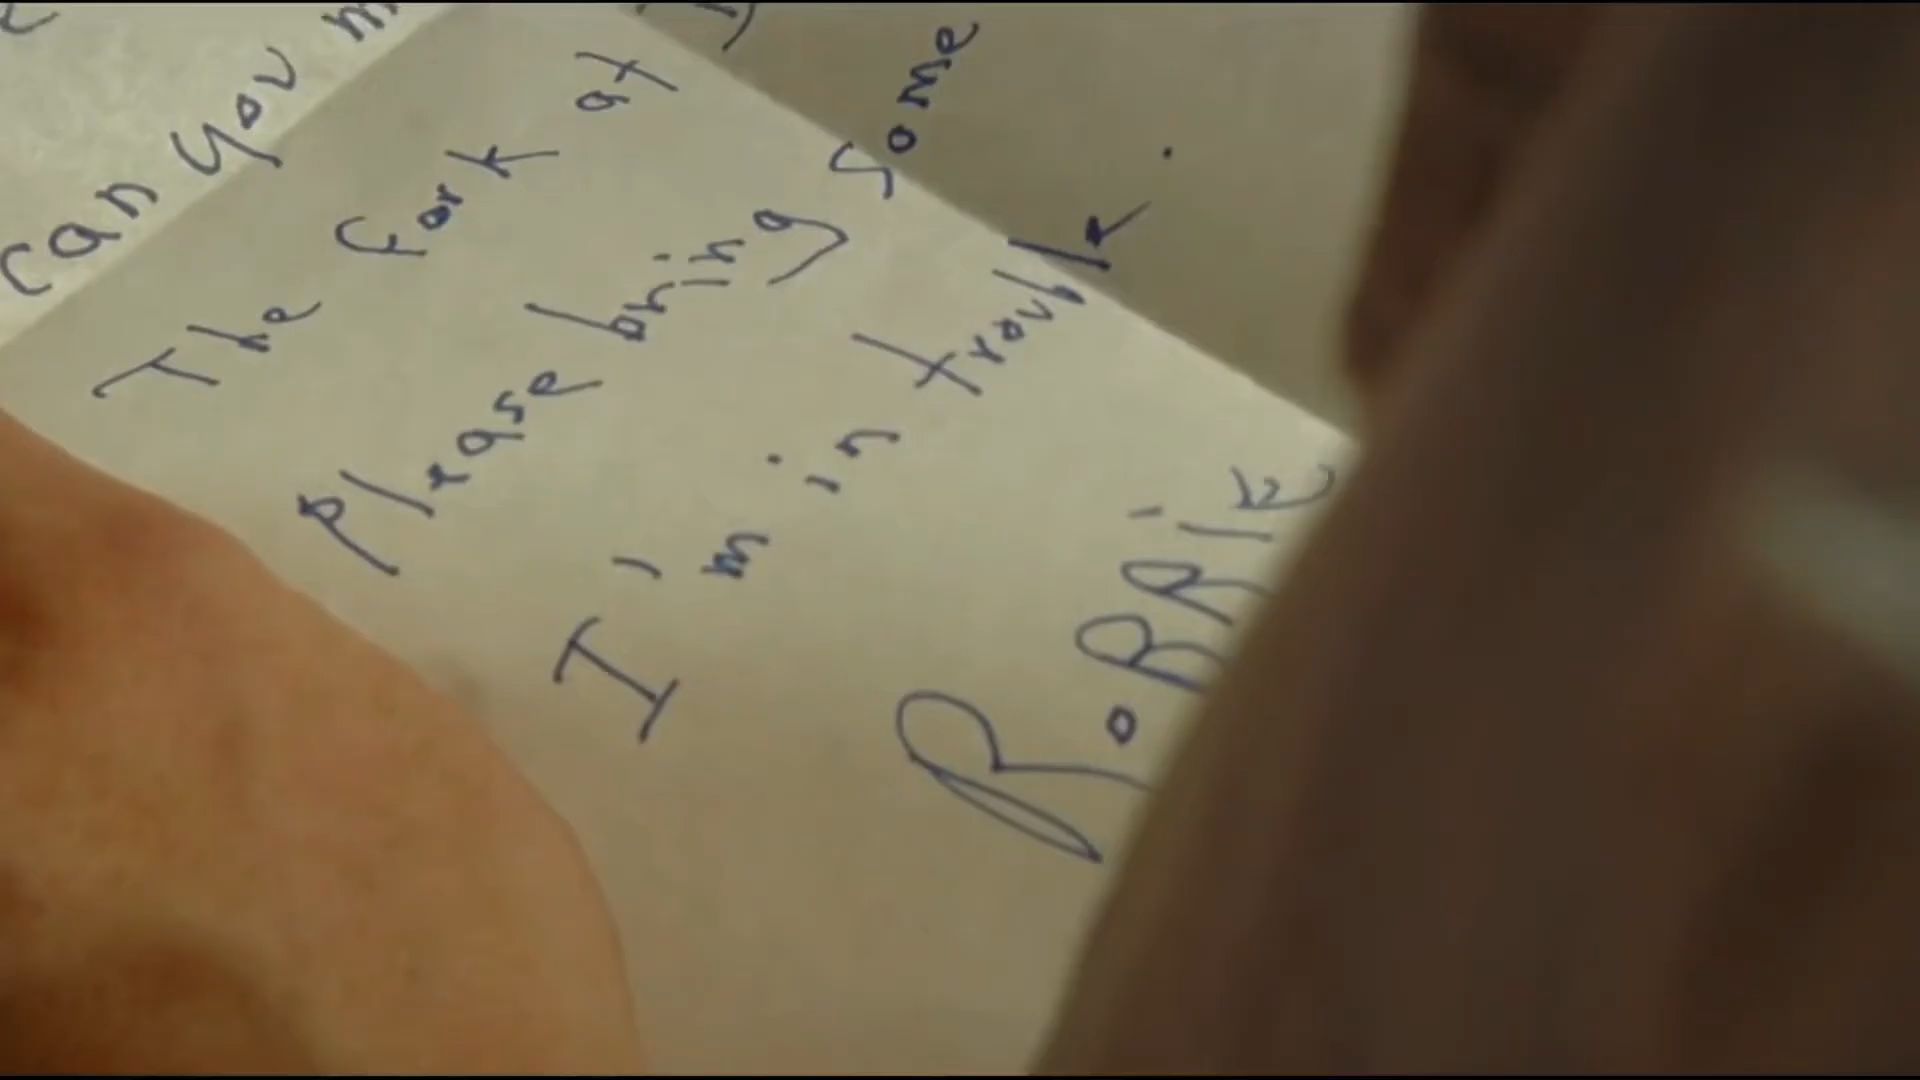 can you
The fork at
please bring some
I'm in trouble.
RoBBie